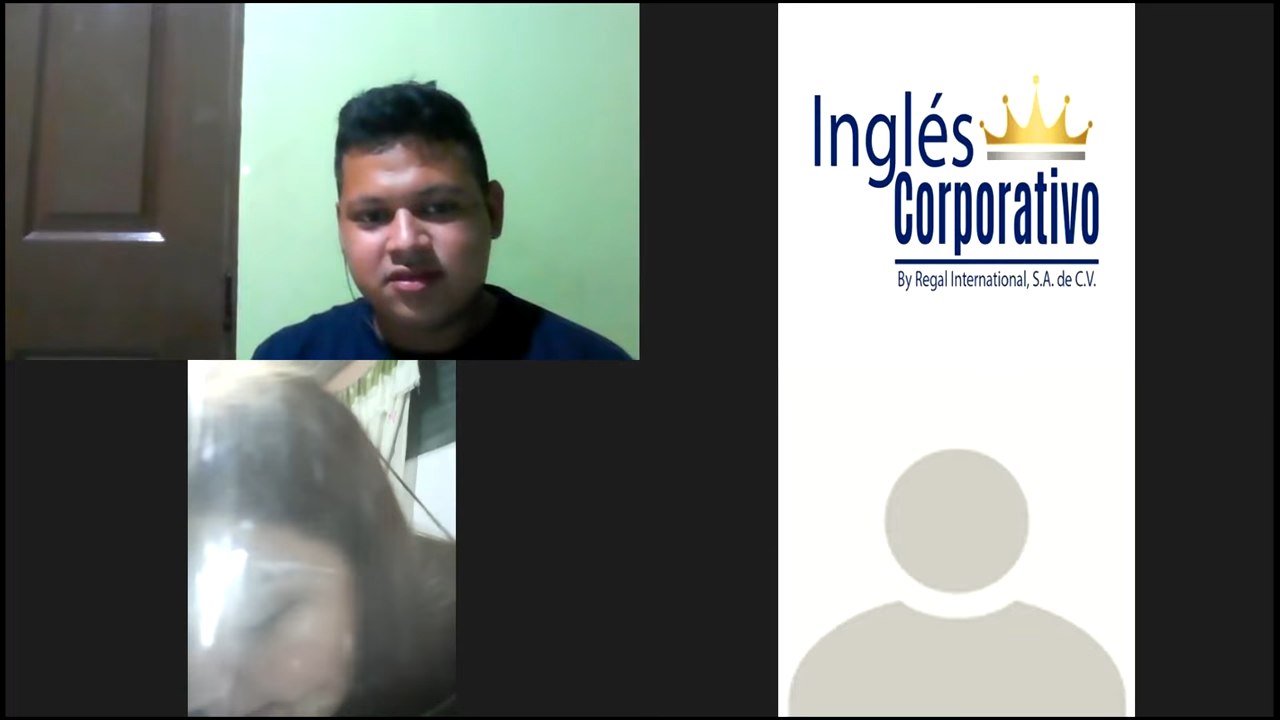 Inglés
Corporativo
By Regal International, S.A. de C.V.